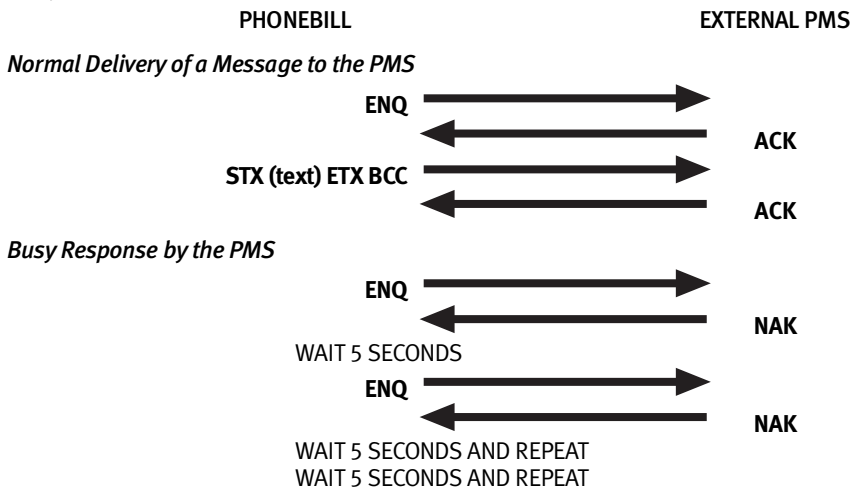 PHONEBILL EXTERNAL PMS
Normal Delivery of a Message to the PMS
ENQ
ACK
STX (text) ETX BCC
ACK
Busy Response by the PMS
ENQ
NAK
WAIT 5 SECONDS
ENQ
NAK
WAIT 5 SECONDS AND REPEAT
WAIT 5 SECONDS AND REPEAT